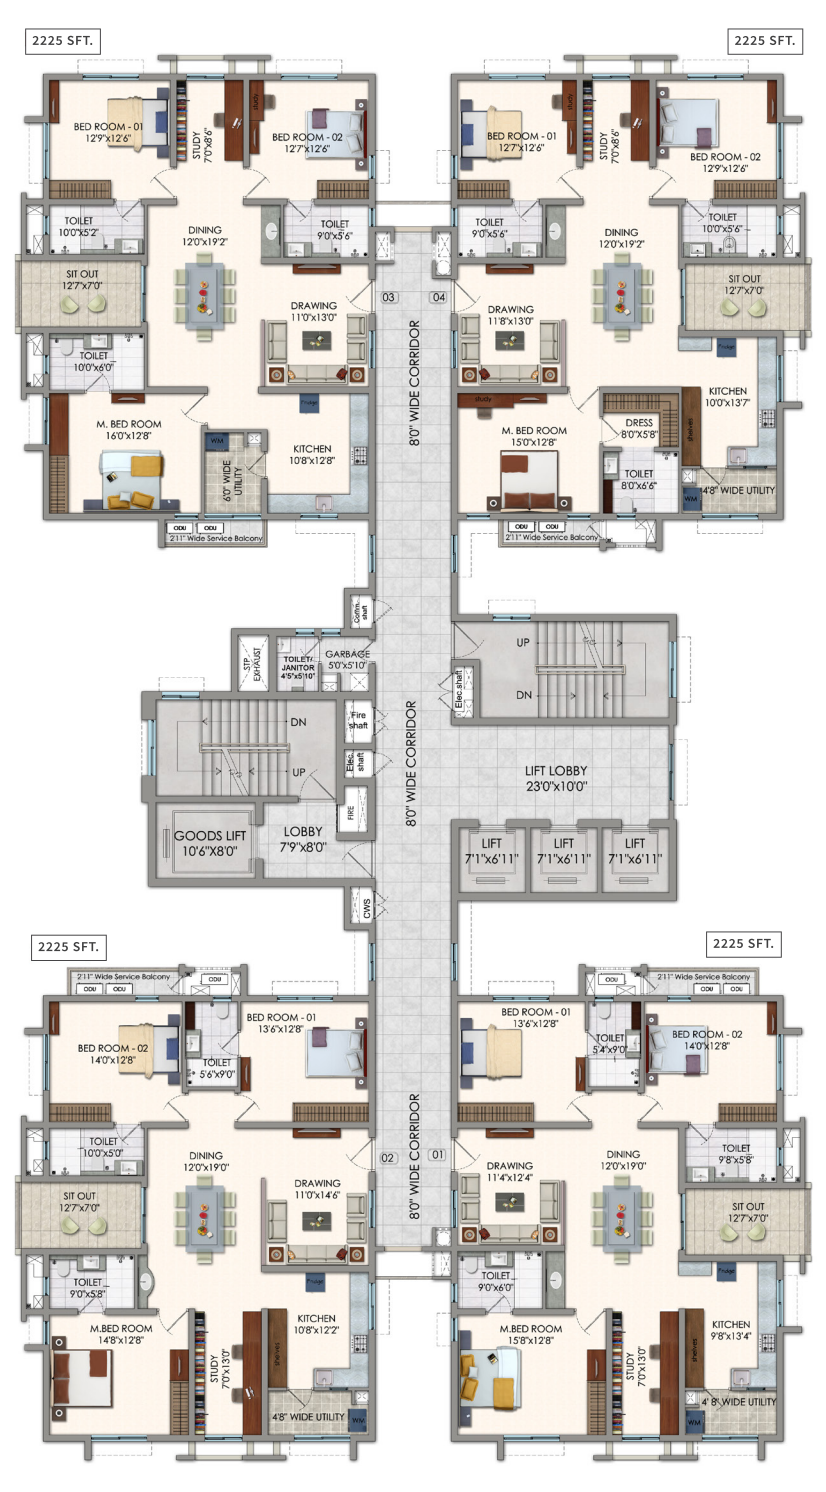 2225 SFT.
2225 SFT.
BED ROOM - 01
12'9"x12'6"
STUDY
7'0"x8'6"
BED ROOM - 02
12'7"x12'6"
study
TOILET
10'0"x5'2"
DINING
12'0"x19'2"
TOILET
9'0"x5'6"
SIT OUT
12'7"x7'0"
DRAWING
11'0"x13'0"
03
TOILET
10'0"x6'0"
M. BED ROOM
16'0"x12'8"
Fridge
WM
6'0" WIDE
UTILITY
KITCHEN
10'8"x12'8"
ODU
ODU
2'11" Wide Service Balcony
BED ROOM - 01
12'7"x12'6"
study
STUDY
7'0"x8'6"
BED ROOM - 02
12'9"x12'6"
TOILET
9'0"x5'6"
DINING
12'0"x19'2"
TOILET
10'0"x5'6"
SIT OUT
12'7"x7'0"
04
DRAWING
11'8"x13'0"
Fridge
KITCHEN
10'0"x13'7"
shelves
study
M. BED ROOM
15'0"x12'8"
DRESS
8'0"x5'8"
TOILET
8'0"x6'6"
4'8" WIDE UTILITY
WM
ODU
ODU
2'11" Wide Service Balcony
8'0" WIDE CORRIDOR
Comm.
shaft
STP
EXHAUST
TOILET/
JANITOR
4'5"x5'10"
GARBAGE
5'0"x5'10"
UP
DN
Elec.shaft
DN
UP
Fire
shaft
Elec.
shaft
8'0" WIDE CORRIDOR
LIFT LOBBY
23'0"x10'0"
FIRE
GOODS LIFT
10'6"X8'0"
LOBBY
7'9"x8'0"
LIFT
7'1"x6'11"
LIFT
7'1"x6'11"
LIFT
7'1"x6'11"
CWS
2225 SFT.
2225 SFT.
2'11" Wide Service Balcony
ODU
ODU
ODU
BED ROOM - 02
14'0"x12'8"
TOILET
5'6"x9'0"
BED ROOM - 01
13'6"x12'8"
TOILET
10'0"x5'0"
DINING
12'0"x19'0"
02
SIT OUT
12'7"x7'0"
DRAWING
11'0"x14'6"
TOILET
9'0"x5'8"
Fridge
M.BED ROOM
14'8"x12'8"
STUDY
7'0"x13'0"
KITCHEN
10'8"x12'2"
shelves
4'8" WIDE UTILITY
WM
8'0" WIDE CORRIDOR
ODU
2'11" Wide Service Balcony
ODU
ODU
BED ROOM - 01
13'6"x12'8"
TOILET
5'4"x9'0"
BED ROOM - 02
14'0"x12'8"
01
DRAWING
11'4"x12'4"
DINING
12'0"x19'0"
TOILET
9'8"x5'8"
SIT OUT
12'7"x7'0"
TOILET
9'0"x6'0"
Fridge
M.BED ROOM
15'8"x12'8"
STUDY
7'0"x13'0"
KITCHEN
9'8"x13'4"
shelves
4' 8" WIDE UTILITY
WM